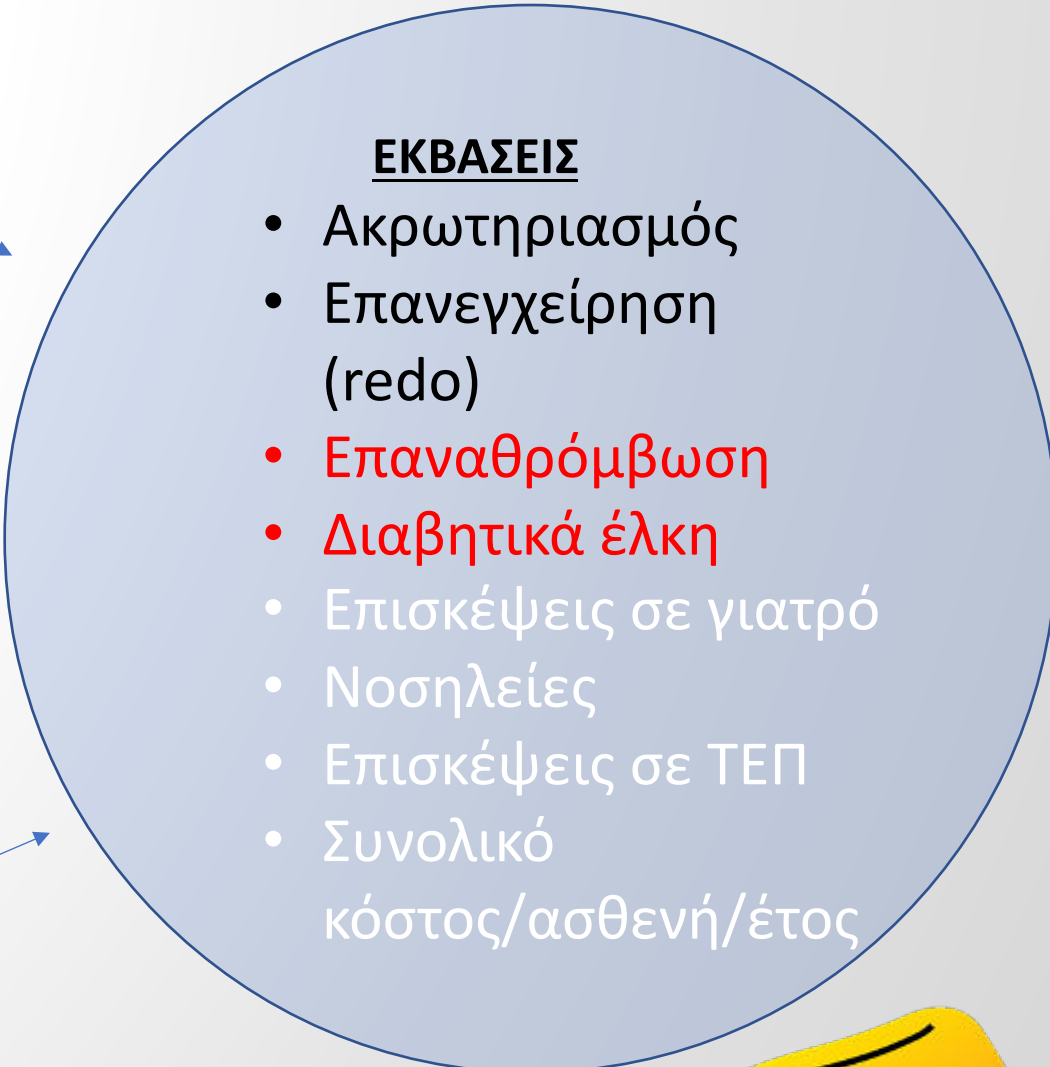 ΕΚΒΑΣΕΙΣ
• Ακρωτηριασμός
• Επανεγχείρηση
(redo)
• Επαναθρόμβωση
• Διαβητικά έλκη
• Επισκέψεις σε γιατρό
• Νοσηλείες
• Επισκέψεις σε ΤΕΠ
• Συνολικό
κόστος/ασθενή/έτος